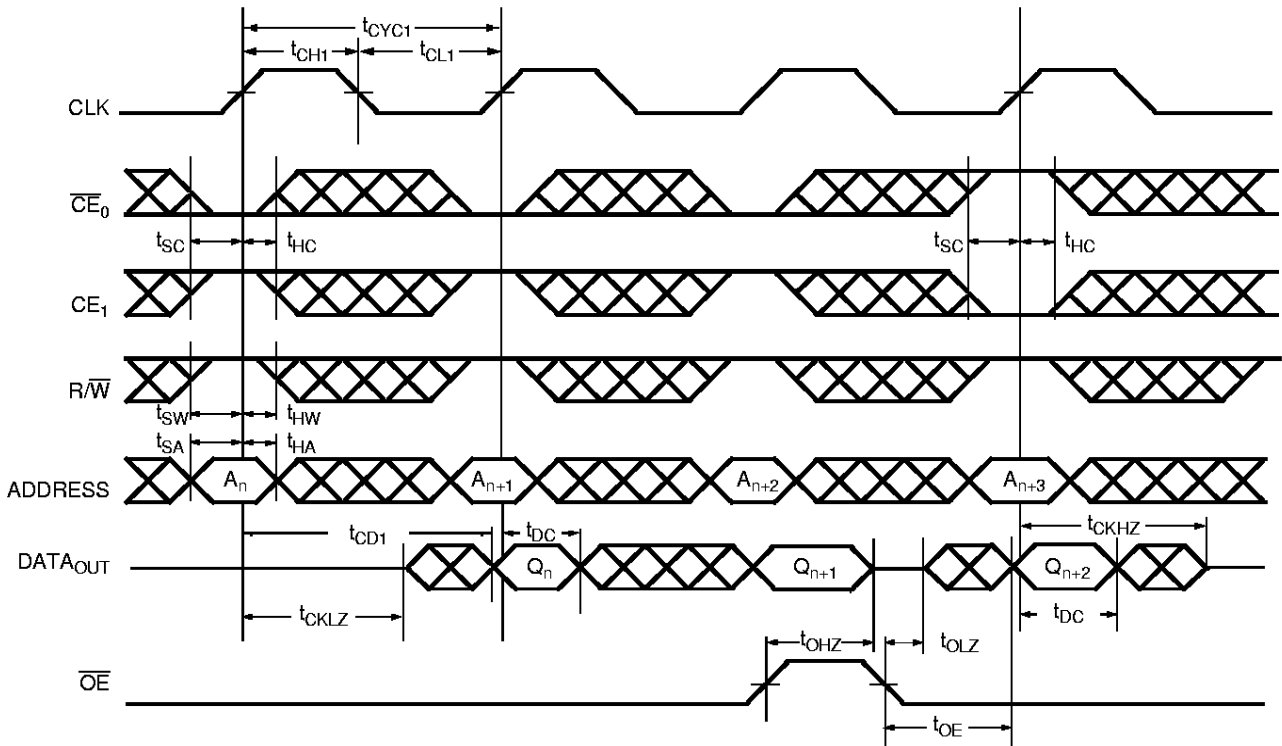 tCYC1
tCH1 tCL1
CLK
CE0
tSC tHC tSC tHC
CE1
R/W
tSW tHW
tSA tHA
ADDRESS An An+1 An+2 An+3
tCD1 tDC tCKHZ
DATAOUT Qn Qn+1 Qn+2
tCKLZ tDC
tOHZ tOLZ
OE
tOE